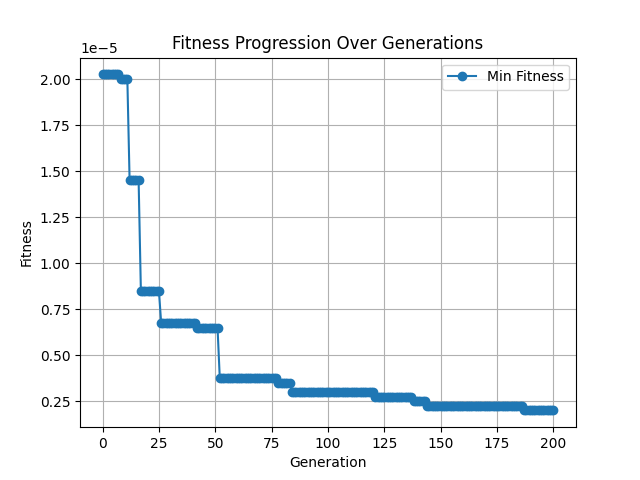 Fitness Progression Over Generations
1e−5
Min Fitness
2.00
1.75
1.50
1.25
1.00
0.75
0.50
0.25
Fitness
0 25 50 75 100 125 150 175 200
Generation